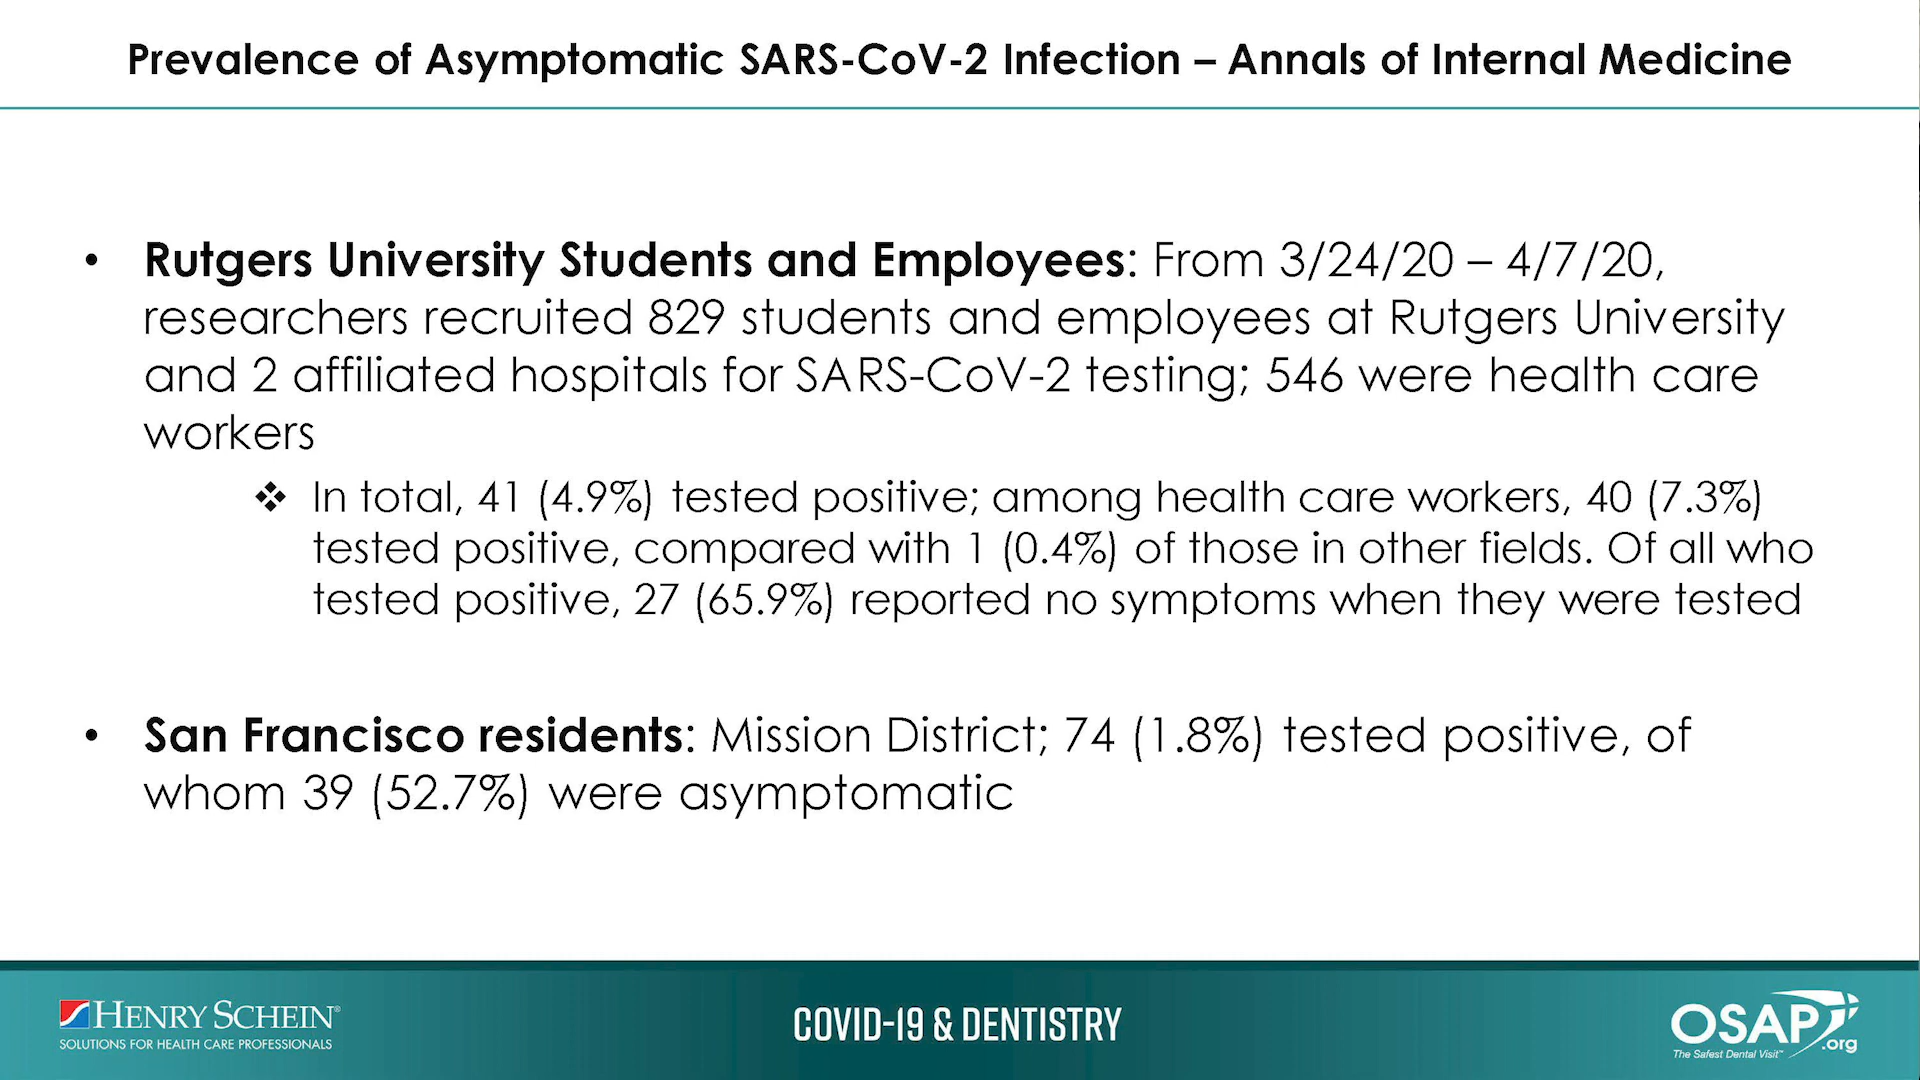 Prevalence of Asymptomatic SARS-CoV-2 Infection – Annals of Internal Medicine
• Rutgers University Students and Employees: From 3/24/20 – 4/7/20,
researchers recruited 829 students and employees at Rutgers University
and 2 affiliated hospitals for SARS-CoV-2 testing; 546 were health care
workers
❖ In total, 41 (4.9%) tested positive; among health care workers, 40 (7.3%)
tested positive, compared with 1 (0.4%) of those in other fields. Of all who
tested positive, 27 (65.9%) reported no symptoms when they were tested
• San Francisco residents: Mission District; 74 (1.8%) tested positive, of
whom 39 (52.7%) were asymptomatic
HENRY SCHEIN®
SOLUTIONS FOR HEALTH CARE PROFESSIONALS
COVID-19 & DENTISTRY
OSAP
.org
The Safest Dental Visit™